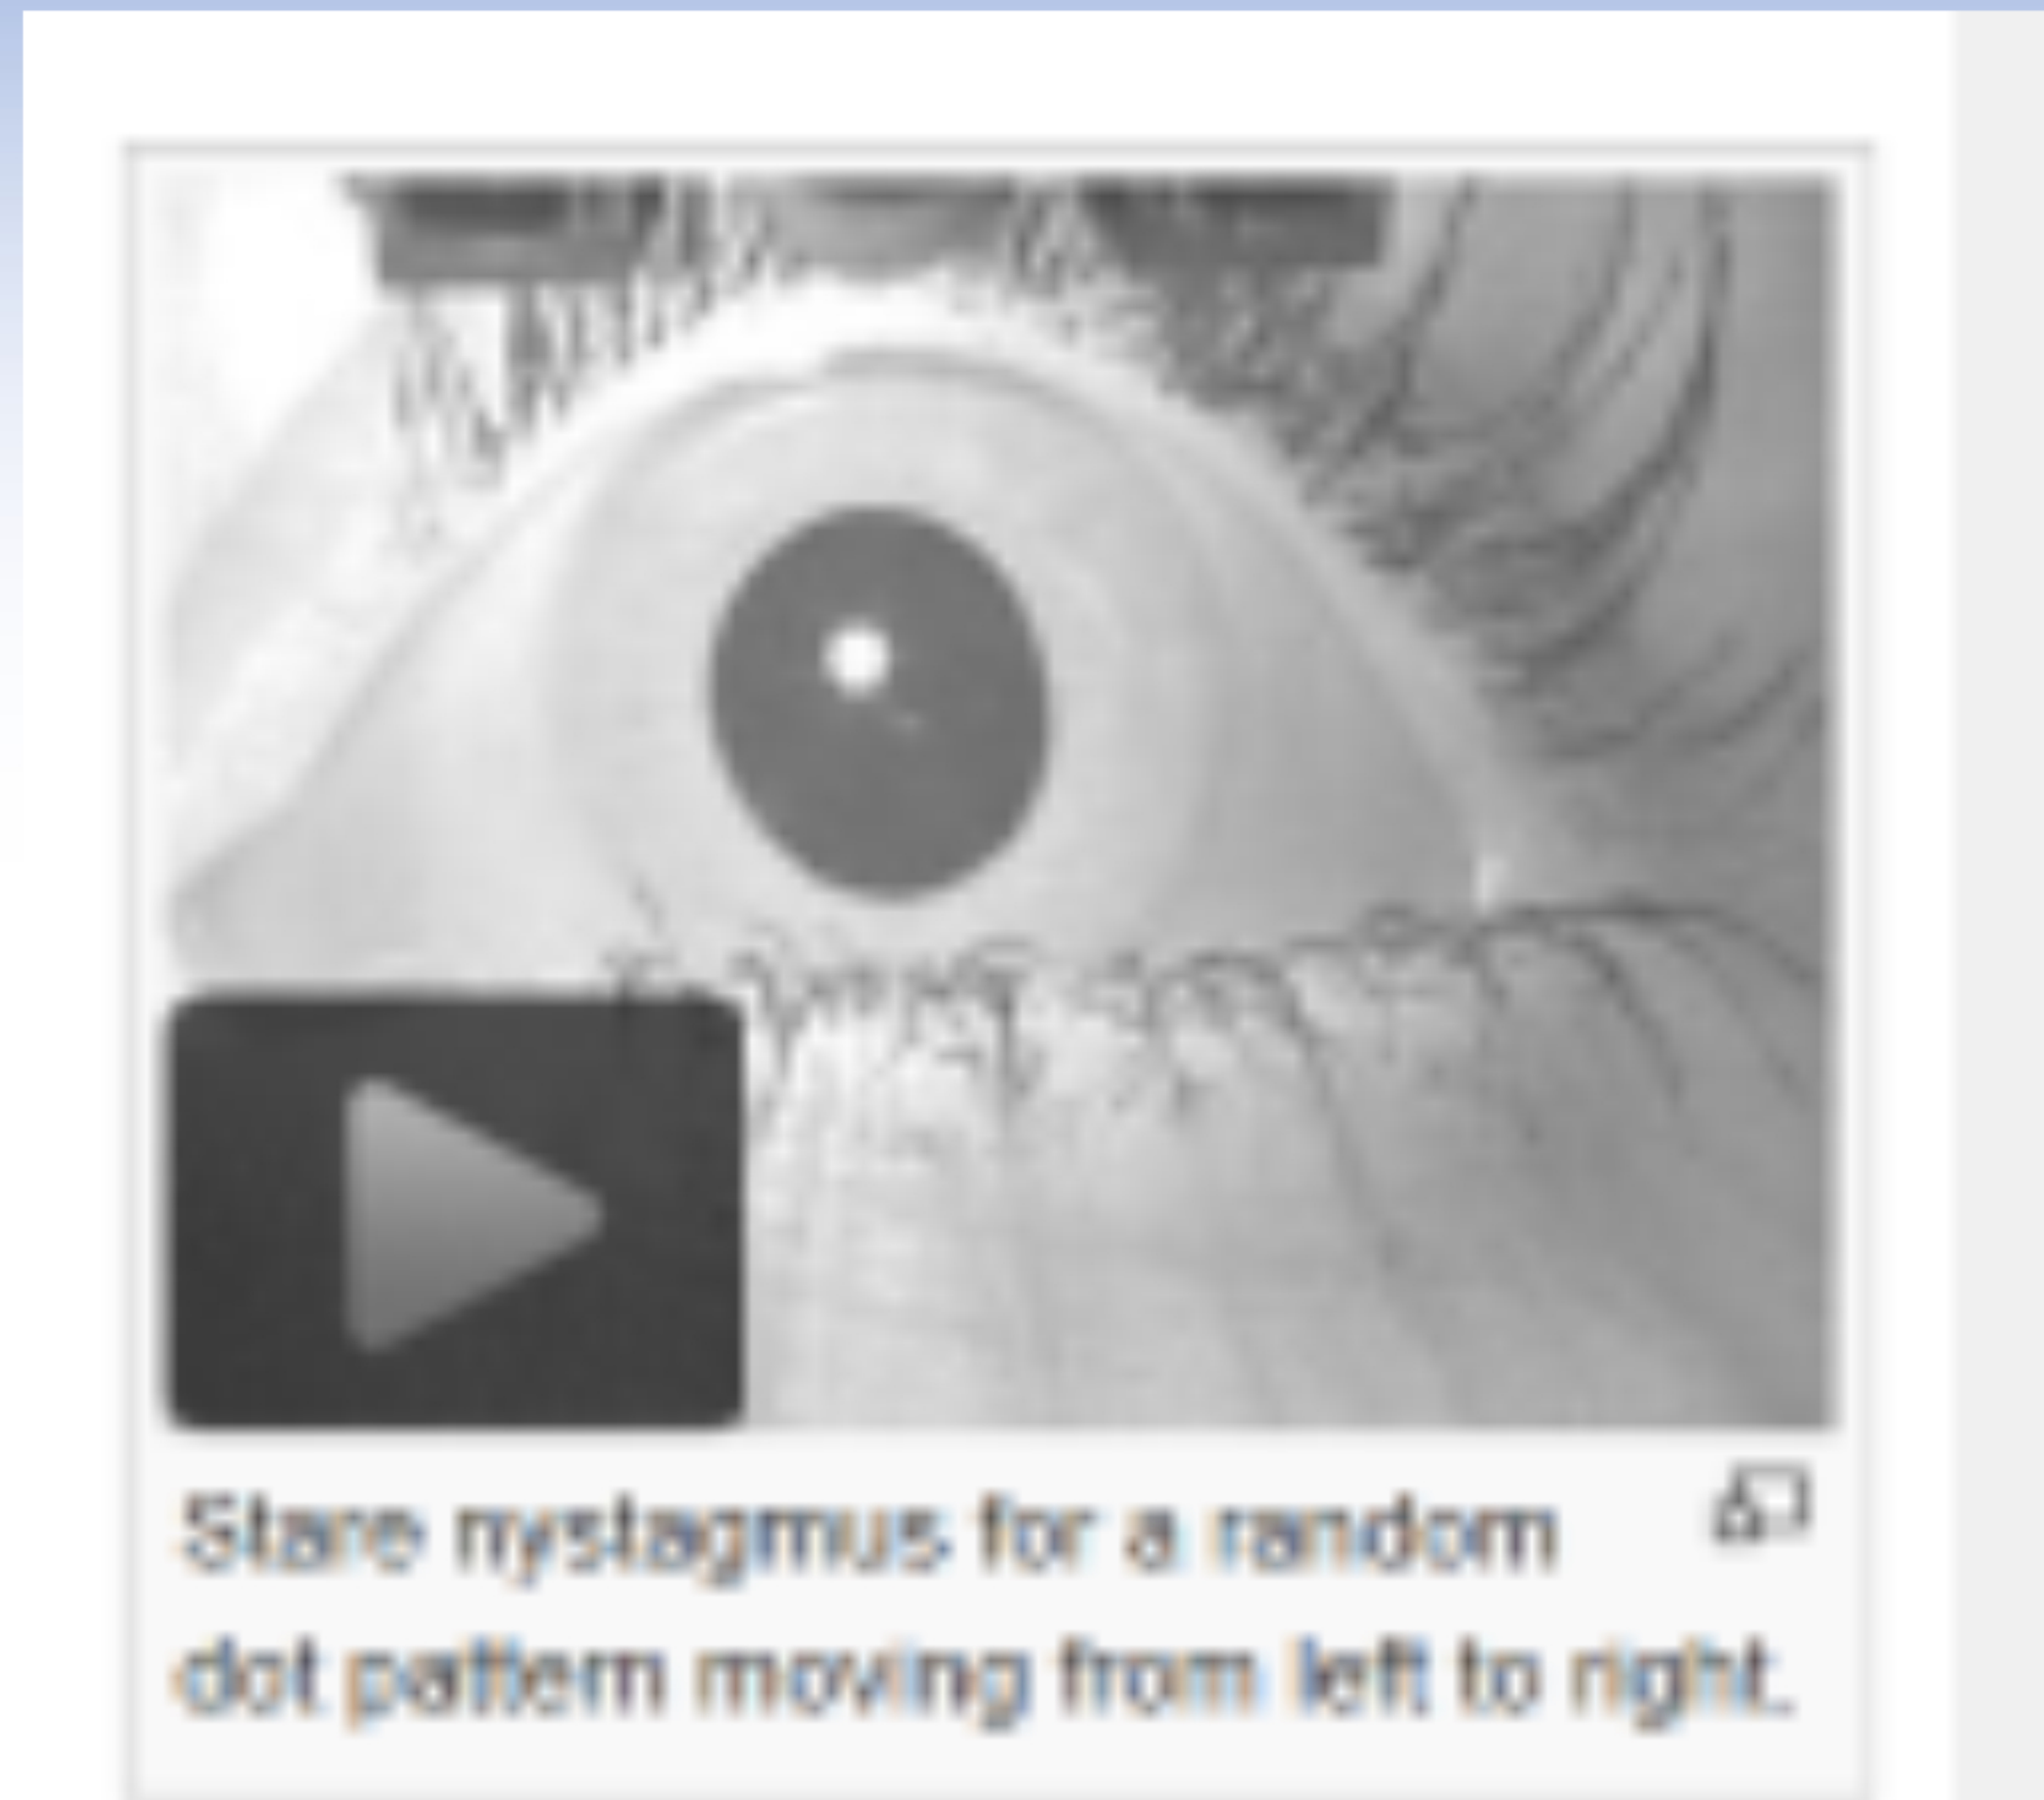 Stare nystagmus for a random
dot pattern moving from left to right.